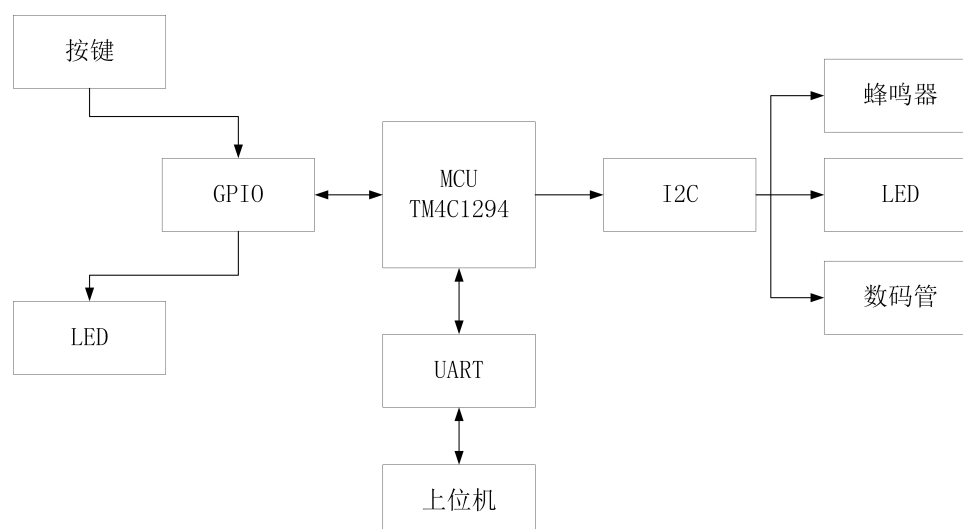 按键
蜂鸣器
MCU
TM4C1294
GPIO
I2C
LED
LED
数码管
UART
上位机